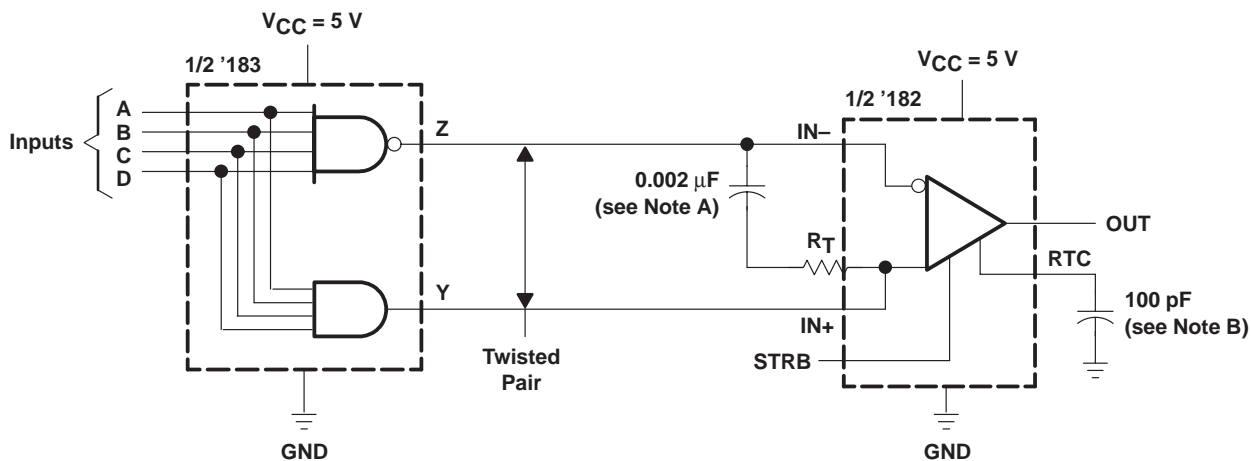 VCC = 5 V
1/2 '183
VCC = 5 V
1/2 '182
Inputs
A
B
C
D
Z
IN–
0.002 µF
(see Note A)
RT
OUT
RTC
Y
IN+
100 pF
(see Note B)
Twisted
Pair
STRB
GND
GND